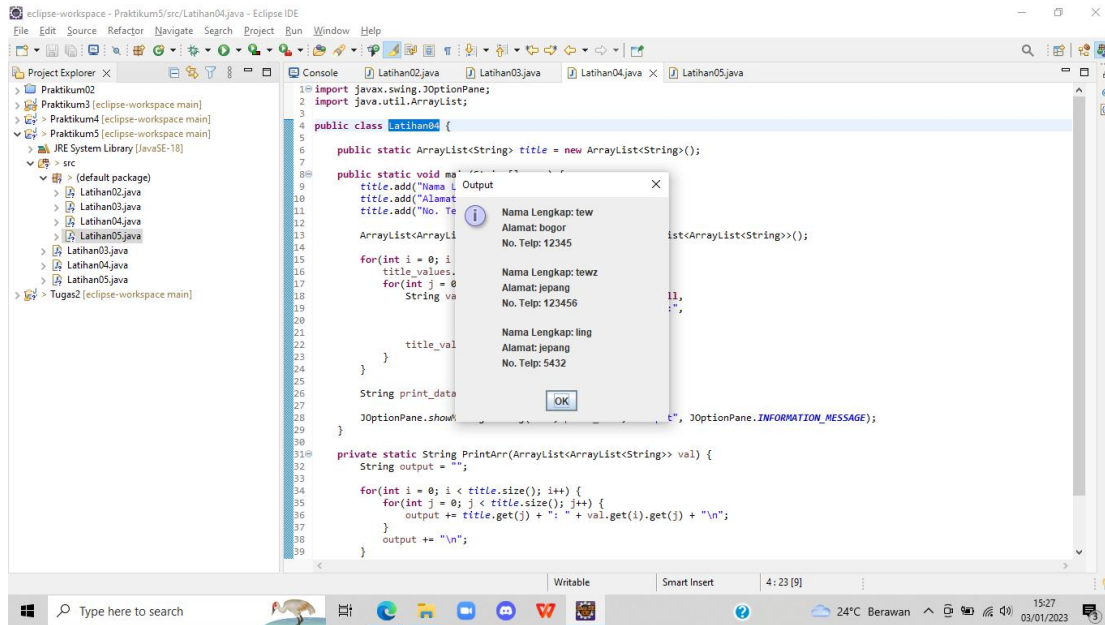 eclipse-workspace - Praktikum5/src/Latihan04.java - Eclipse IDE
File Edit Source Refactor Navigate Search Project Run Window Help
Project Explorer
Praktikum02
Praktikum3 [eclipse-workspace main]
> Praktikum4 [eclipse-workspace main]
> Praktikum5 [eclipse-workspace main]
JRE System Library [JavaSE-18]
> src
> (default package)
Latihan02.java
Latihan03.java
Latihan04.java
Latihan05.java
Latihan03.java
Latihan04.java
Latihan05.java
> Tugas2 [eclipse-workspace main]
Console Latihan02.java Latihan03.java Latihan04.java Latihan05.java
1 import javax.swing.JOptionPane;
2 import java.util.ArrayList;
3
4 public class Latihan04 {
5
6 public static ArrayList<String> title = new ArrayList<String>();
7
8 public static void
9 title.add("Nama L
10 title.add("Alamat
11 title.add("No. Te
12
13 ArrayList<ArrayLi ist<ArrayList<String>>();
14
15 for(int i = 0; i
16 title_values.
17 for(int j = 0
18 String va ll,
19 :",
20
21
22 title_val
23 }
24 }
25
26 String print_data
27
28 JOptionPane.show t", JOptionPane.INFORMATION_MESSAGE);
29 }
30
31 private static String PrintArr(ArrayList<ArrayList<String>> val) {
32 String output = "";
33
34 for(int i = 0; i < title.size(); i++) {
35 for(int j = 0; j < title.size(); j++) {
36 output += title.get(j) + ": " + val.get(i).get(j) + "\n";
37 }
38 output += "\n";
39 }
Output
Nama Lengkap: tew
Alamat: bogor
No. Telp: 12345
Nama Lengkap: tewz
Alamat: jepang
No. Telp: 123456
Nama Lengkap: ling
Alamat: jepang
No. Telp: 5432
OK
Writable Smart Insert 4 : 23 [9]
Type here to search
24°C Berawan
15:27
03/01/2023
3